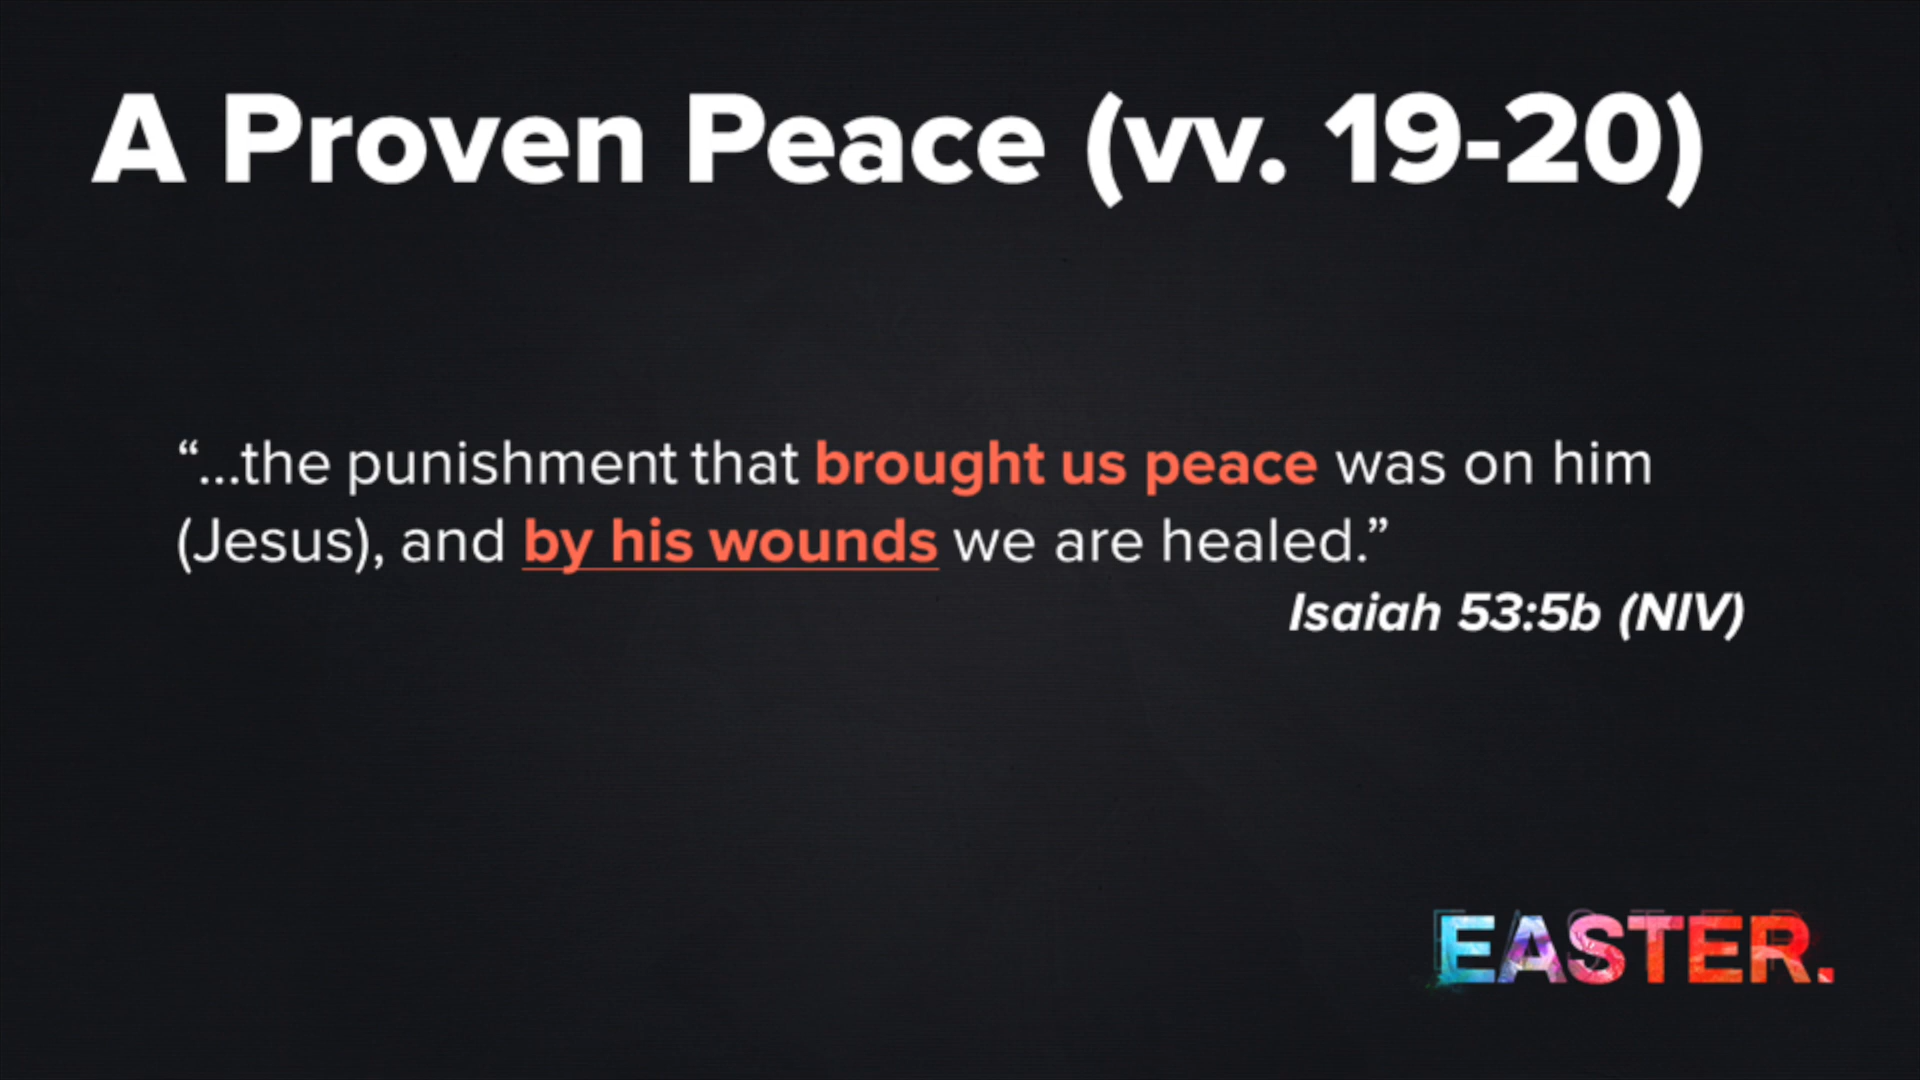 A Proven Peace (vv. 19-20)
“...the punishment that brought us peace was on him
(Jesus), and by his wounds we are healed.”
Isaiah 53:5b (NIV)
EASTER.